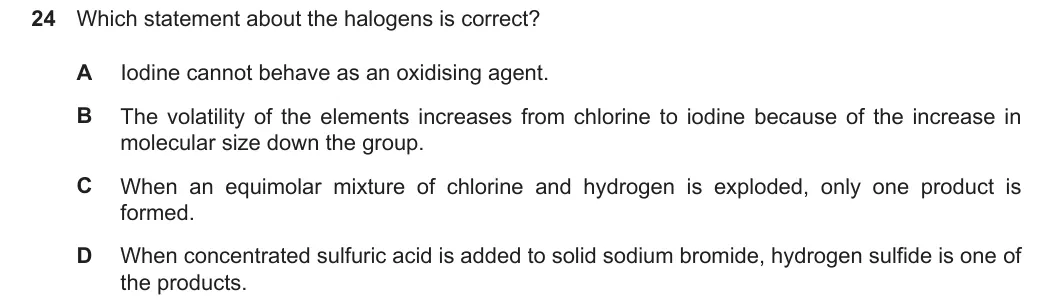 24 Which statement about the halogens is correct?
A Iodine cannot behave as an oxidising agent.
B The volatility of the elements increases from chlorine to iodine because of the increase in
molecular size down the group.
C When an equimolar mixture of chlorine and hydrogen is exploded, only one product is
formed.
D When concentrated sulfuric acid is added to solid sodium bromide, hydrogen sulfide is one of
the products.